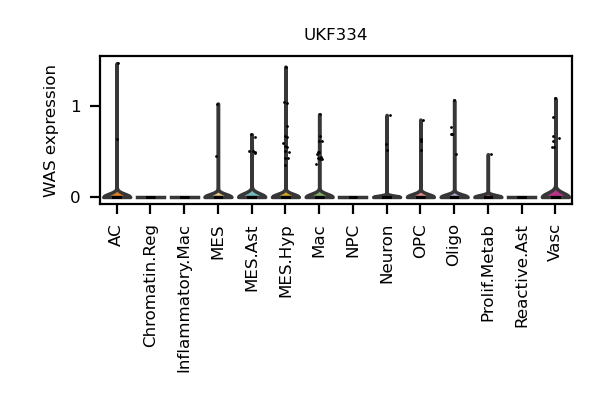 UKF334
WAS expression
1
0
AC
Chromatin.Reg
Inflammatory.Mac
MES
MES.Ast
MES.Hyp
Mac
NPC
Neuron
OPC
Oligo
Prolif.Metab
Reactive.Ast
Vasc